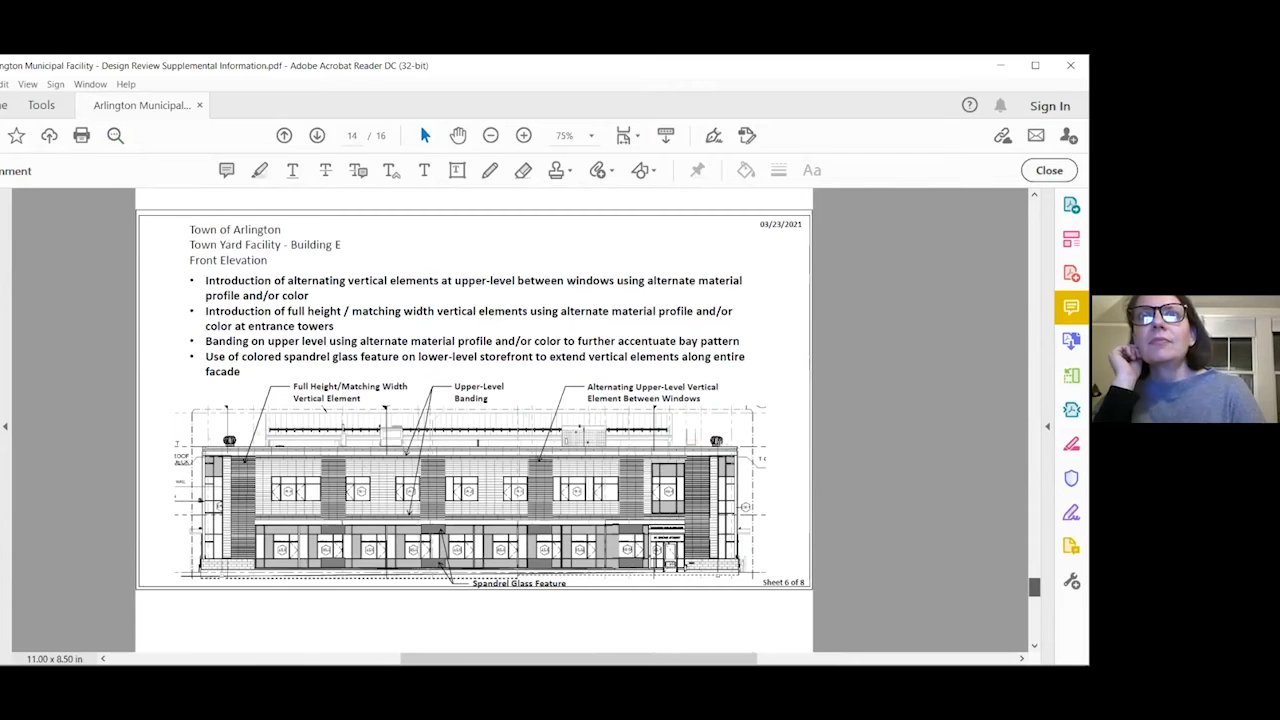 ngton Municipal Facility - Design Review Supplemental Information.pdf - Adobe Acrobat Reader DC (32-bit)
dit View Sign Window Help
ne Tools Arlington Municipal... × Sign In
14 / 16 75%
mment Close
Town of Arlington 03/23/2021
Town Yard Facility - Building E
Front Elevation
• Introduction of alternating vertical elements at upper-level between windows using alternate material
profile and/or color
• Introduction of full height / matching width vertical elements using alternate material profile and/or
color at entrance towers
• Banding on upper level using alternate material profile and/or color to further accentuate bay pattern
• Use of colored spandrel glass feature on lower-level storefront to extend vertical elements along entire
facade
Full Height/Matching Width
Vertical Element
Upper-Level
Banding
Alternating Upper-Level Vertical
Element Between Windows
Spandrel Glass Feature
Sheet 6 of 8
11.00 x 8.50 in